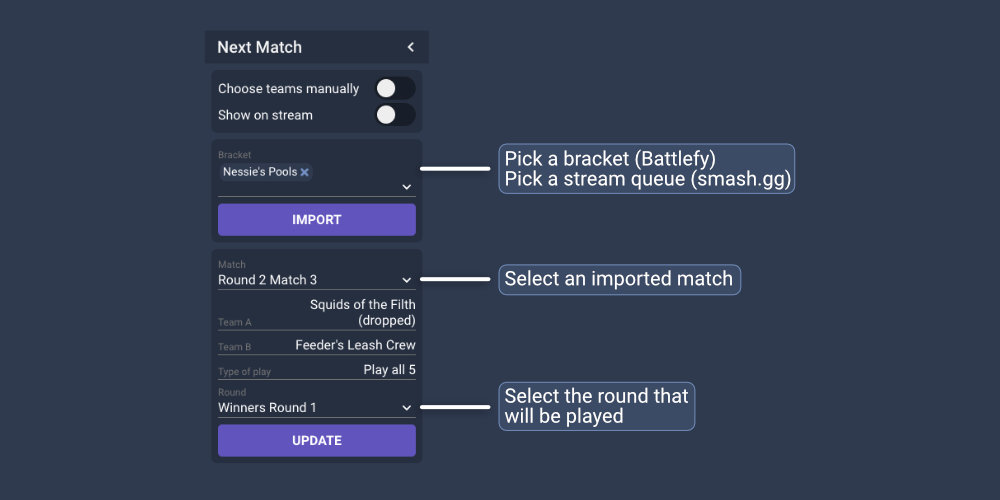 Next Match
Choose teams manually
Show on stream
Bracket
Nessie's Pools
IMPORT
Pick a bracket (Battlefy)
Pick a stream queue (smash.gg)
Match
Round 2 Match 3
Select an imported match
Team A
Squids of the Filth
(dropped)
Team B
Feeder's Leash Crew
Type of play
Play all 5
Round
Winners Round 1
Select the round that
will be played
UPDATE